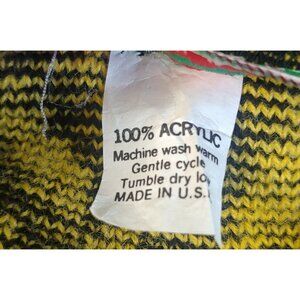 100% ACRYLIC
Machine wash warm
Gentle cycle
Tumble dry low
MADE IN U.S.